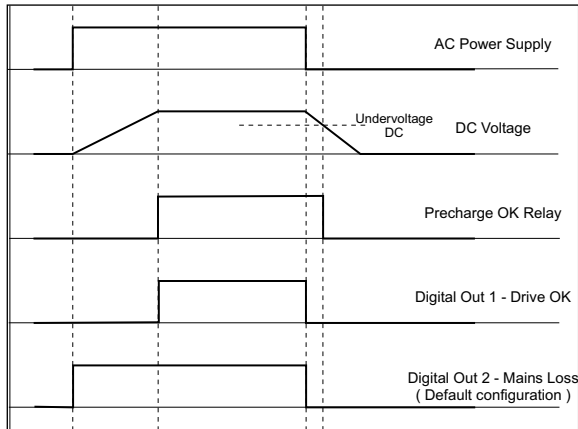 AC Power Supply
Undervoltage
DC
DC Voltage
Precharge OK Relay
Digital Out 1 - Drive OK
Digital Out 2 - Mains Loss
( Default configuration )